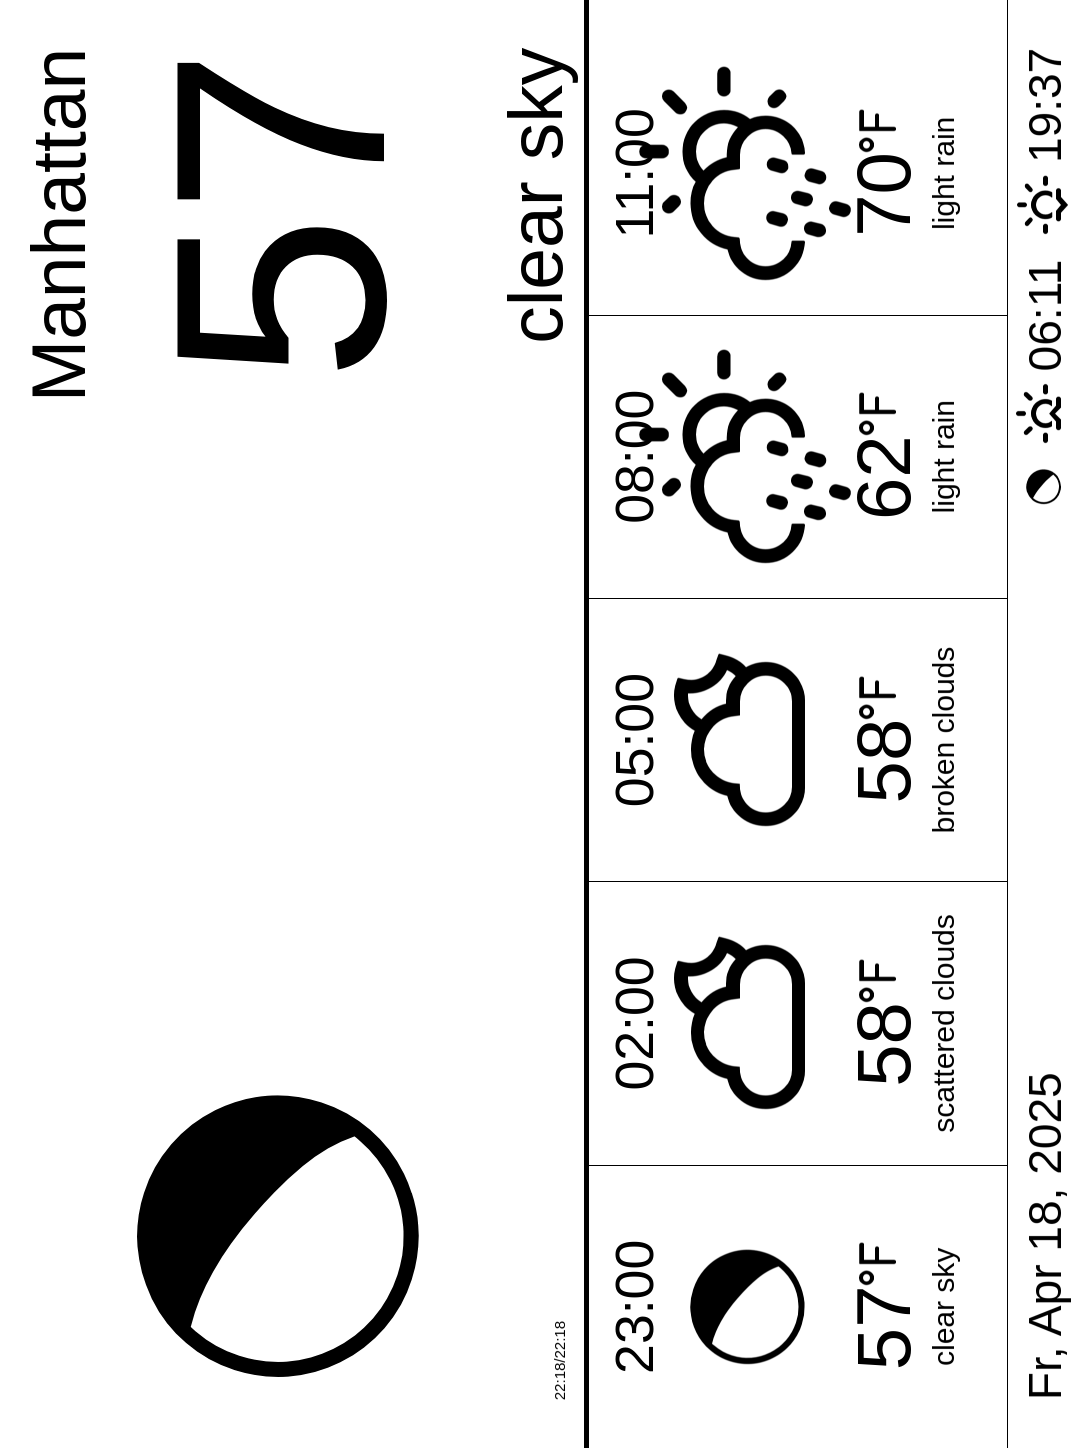 Manhattan
57
clear sky
22:18/22:18
23:00 02:00 05:00 08:00 11:00
57°F 58°F 58°F 62°F 70°F
clear sky scattered clouds broken clouds light rain light rain
Fr, Apr 18, 2025 06:11 19:37